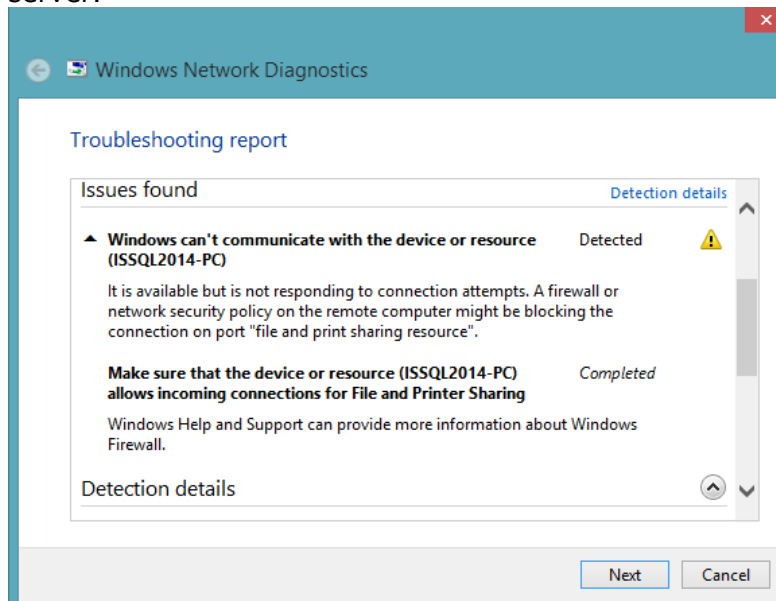 server.
Windows Network Diagnostics
Troubleshooting report
Issues found
Detection details
Windows can't communicate with the device or resource
(ISSQL2014-PC)
Detected
It is available but is not responding to connection attempts. A firewall or
network security policy on the remote computer might be blocking the
connection on port "file and print sharing resource".
Make sure that the device or resource (ISSQL2014-PC)
allows incoming connections for File and Printer Sharing
Completed
Windows Help and Support can provide more information about Windows
Firewall.
Detection details
Next
Cancel